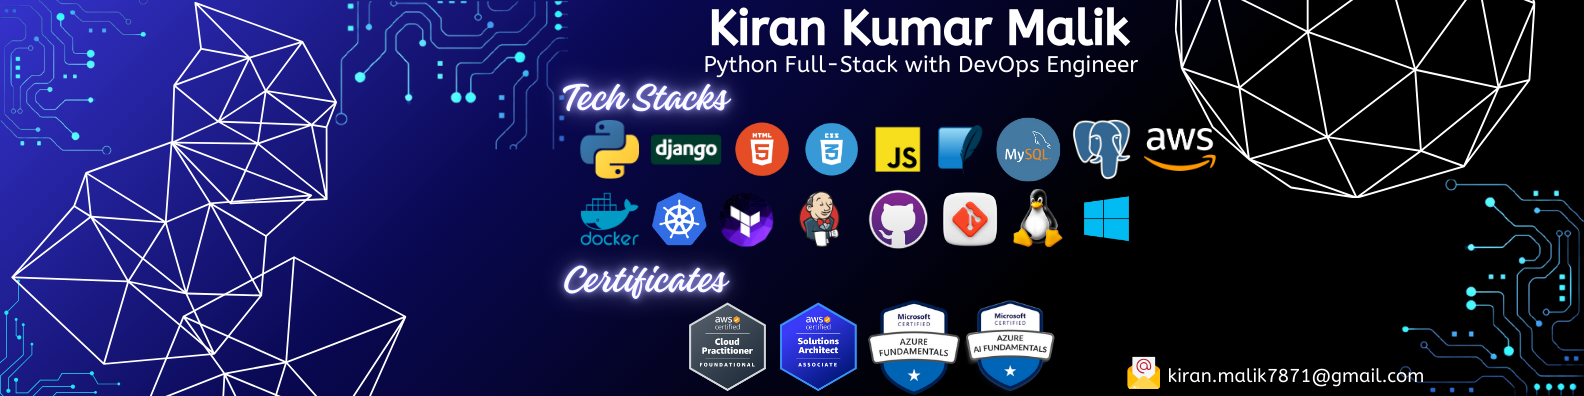 Kiran Kumar Malik
Python Full-Stack with DevOps Engineer
Tech Stacks
django
HTML
5
CSS
3
JS
MySQL
aws
docker
Certificates
aws
certified
Cloud
Practitioner
FOUNDATIONAL
aws
certified
Solutions
Architect
ASSOCIATE
Microsoft
CERTIFIED
AZURE
FUNDAMENTALS
Microsoft
CERTIFIED
AZURE
AI FUNDAMENTALS
@
kiran.malik7871@gmail.com